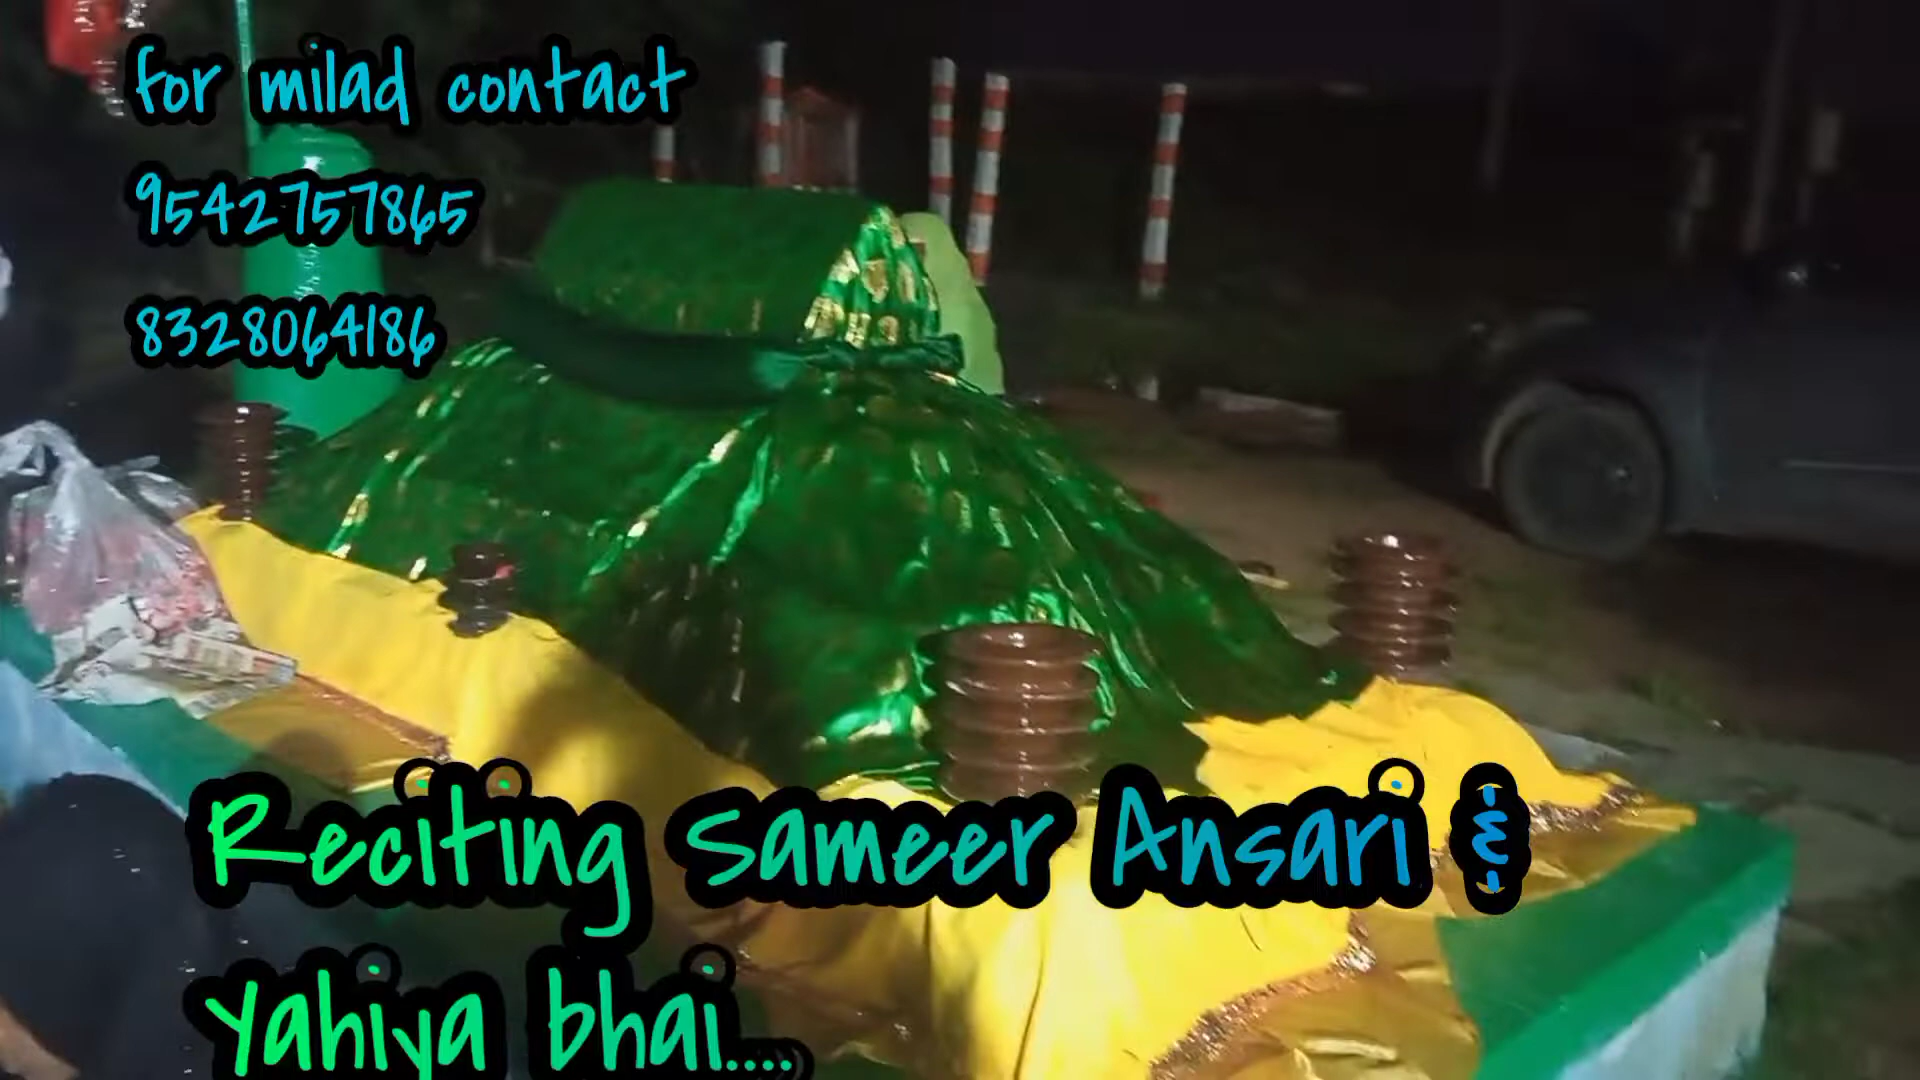 for milad contact
9542757865
8328064186
Reciting Sameer Ansari &
Yahiya bhai....